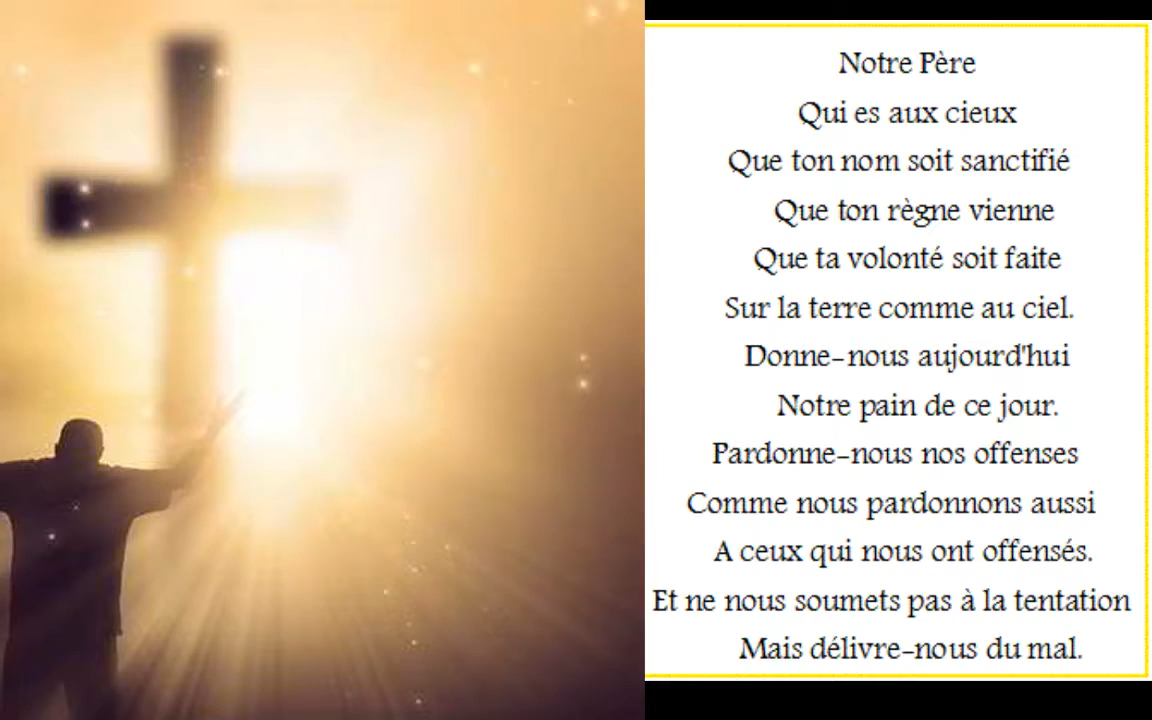 Notre Père
Qui es aux cieux
Que ton nom soit sanctifié
Que ton règne vienne
Que ta volonté soit faite
Sur la terre comme au ciel.
Donne-nous aujourd'hui
Notre pain de ce jour.
Pardonne-nous nos offenses
Comme nous pardonnons aussi
A ceux qui nous ont offensés.
Et ne nous soumets pas à la tentation
Mais délivre-nous du mal.